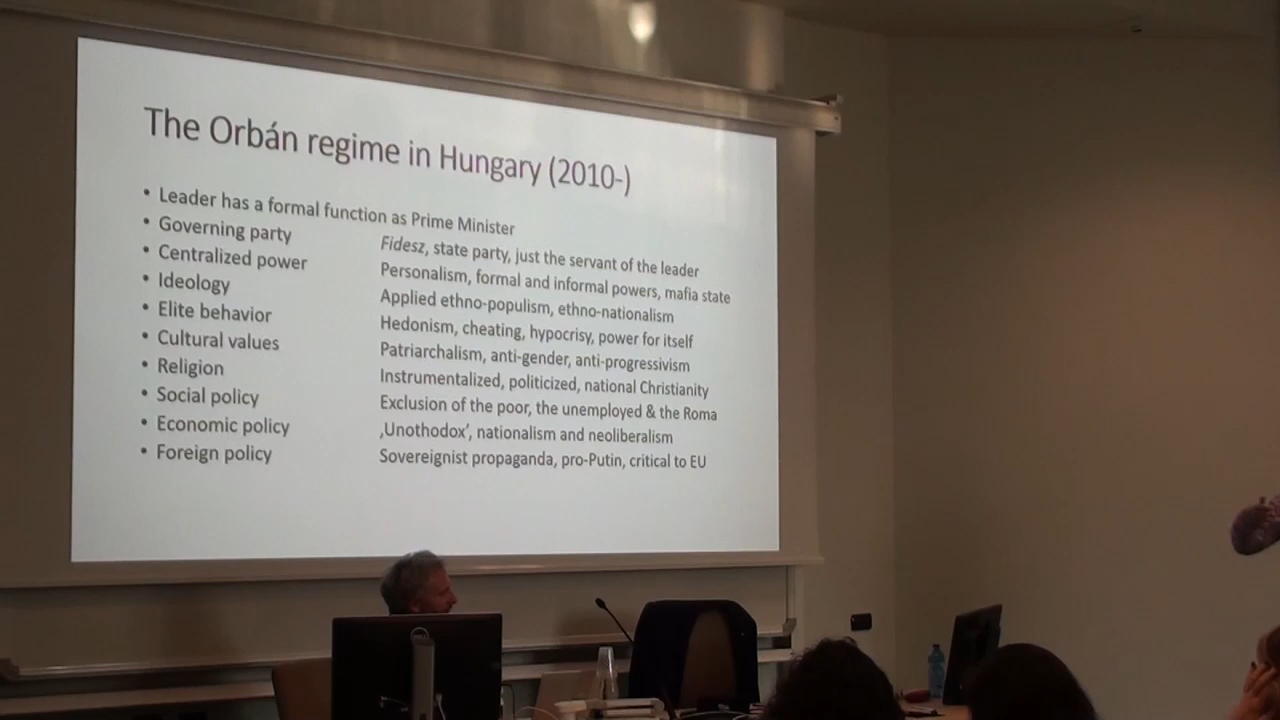 The Orbán regime in Hungary (2010-)
• Leader has a formal function as Prime Minister
• Governing party Fidesz, state party, just the servant of the leader
• Centralized power Personalism, formal and informal powers, mafia state
• Ideology Applied ethno-populism, ethno-nationalism
• Elite behavior Hedonism, cheating, hypocrisy, power for itself
• Cultural values Patriarchalism, anti-gender, anti-progressivism
• Religion Instrumentalized, politicized, national Christianity
• Social policy Exclusion of the poor, the unemployed & the Roma
• Economic policy ‚Unothodox’, nationalism and neoliberalism
• Foreign policy Sovereignist propaganda, pro-Putin, critical to EU